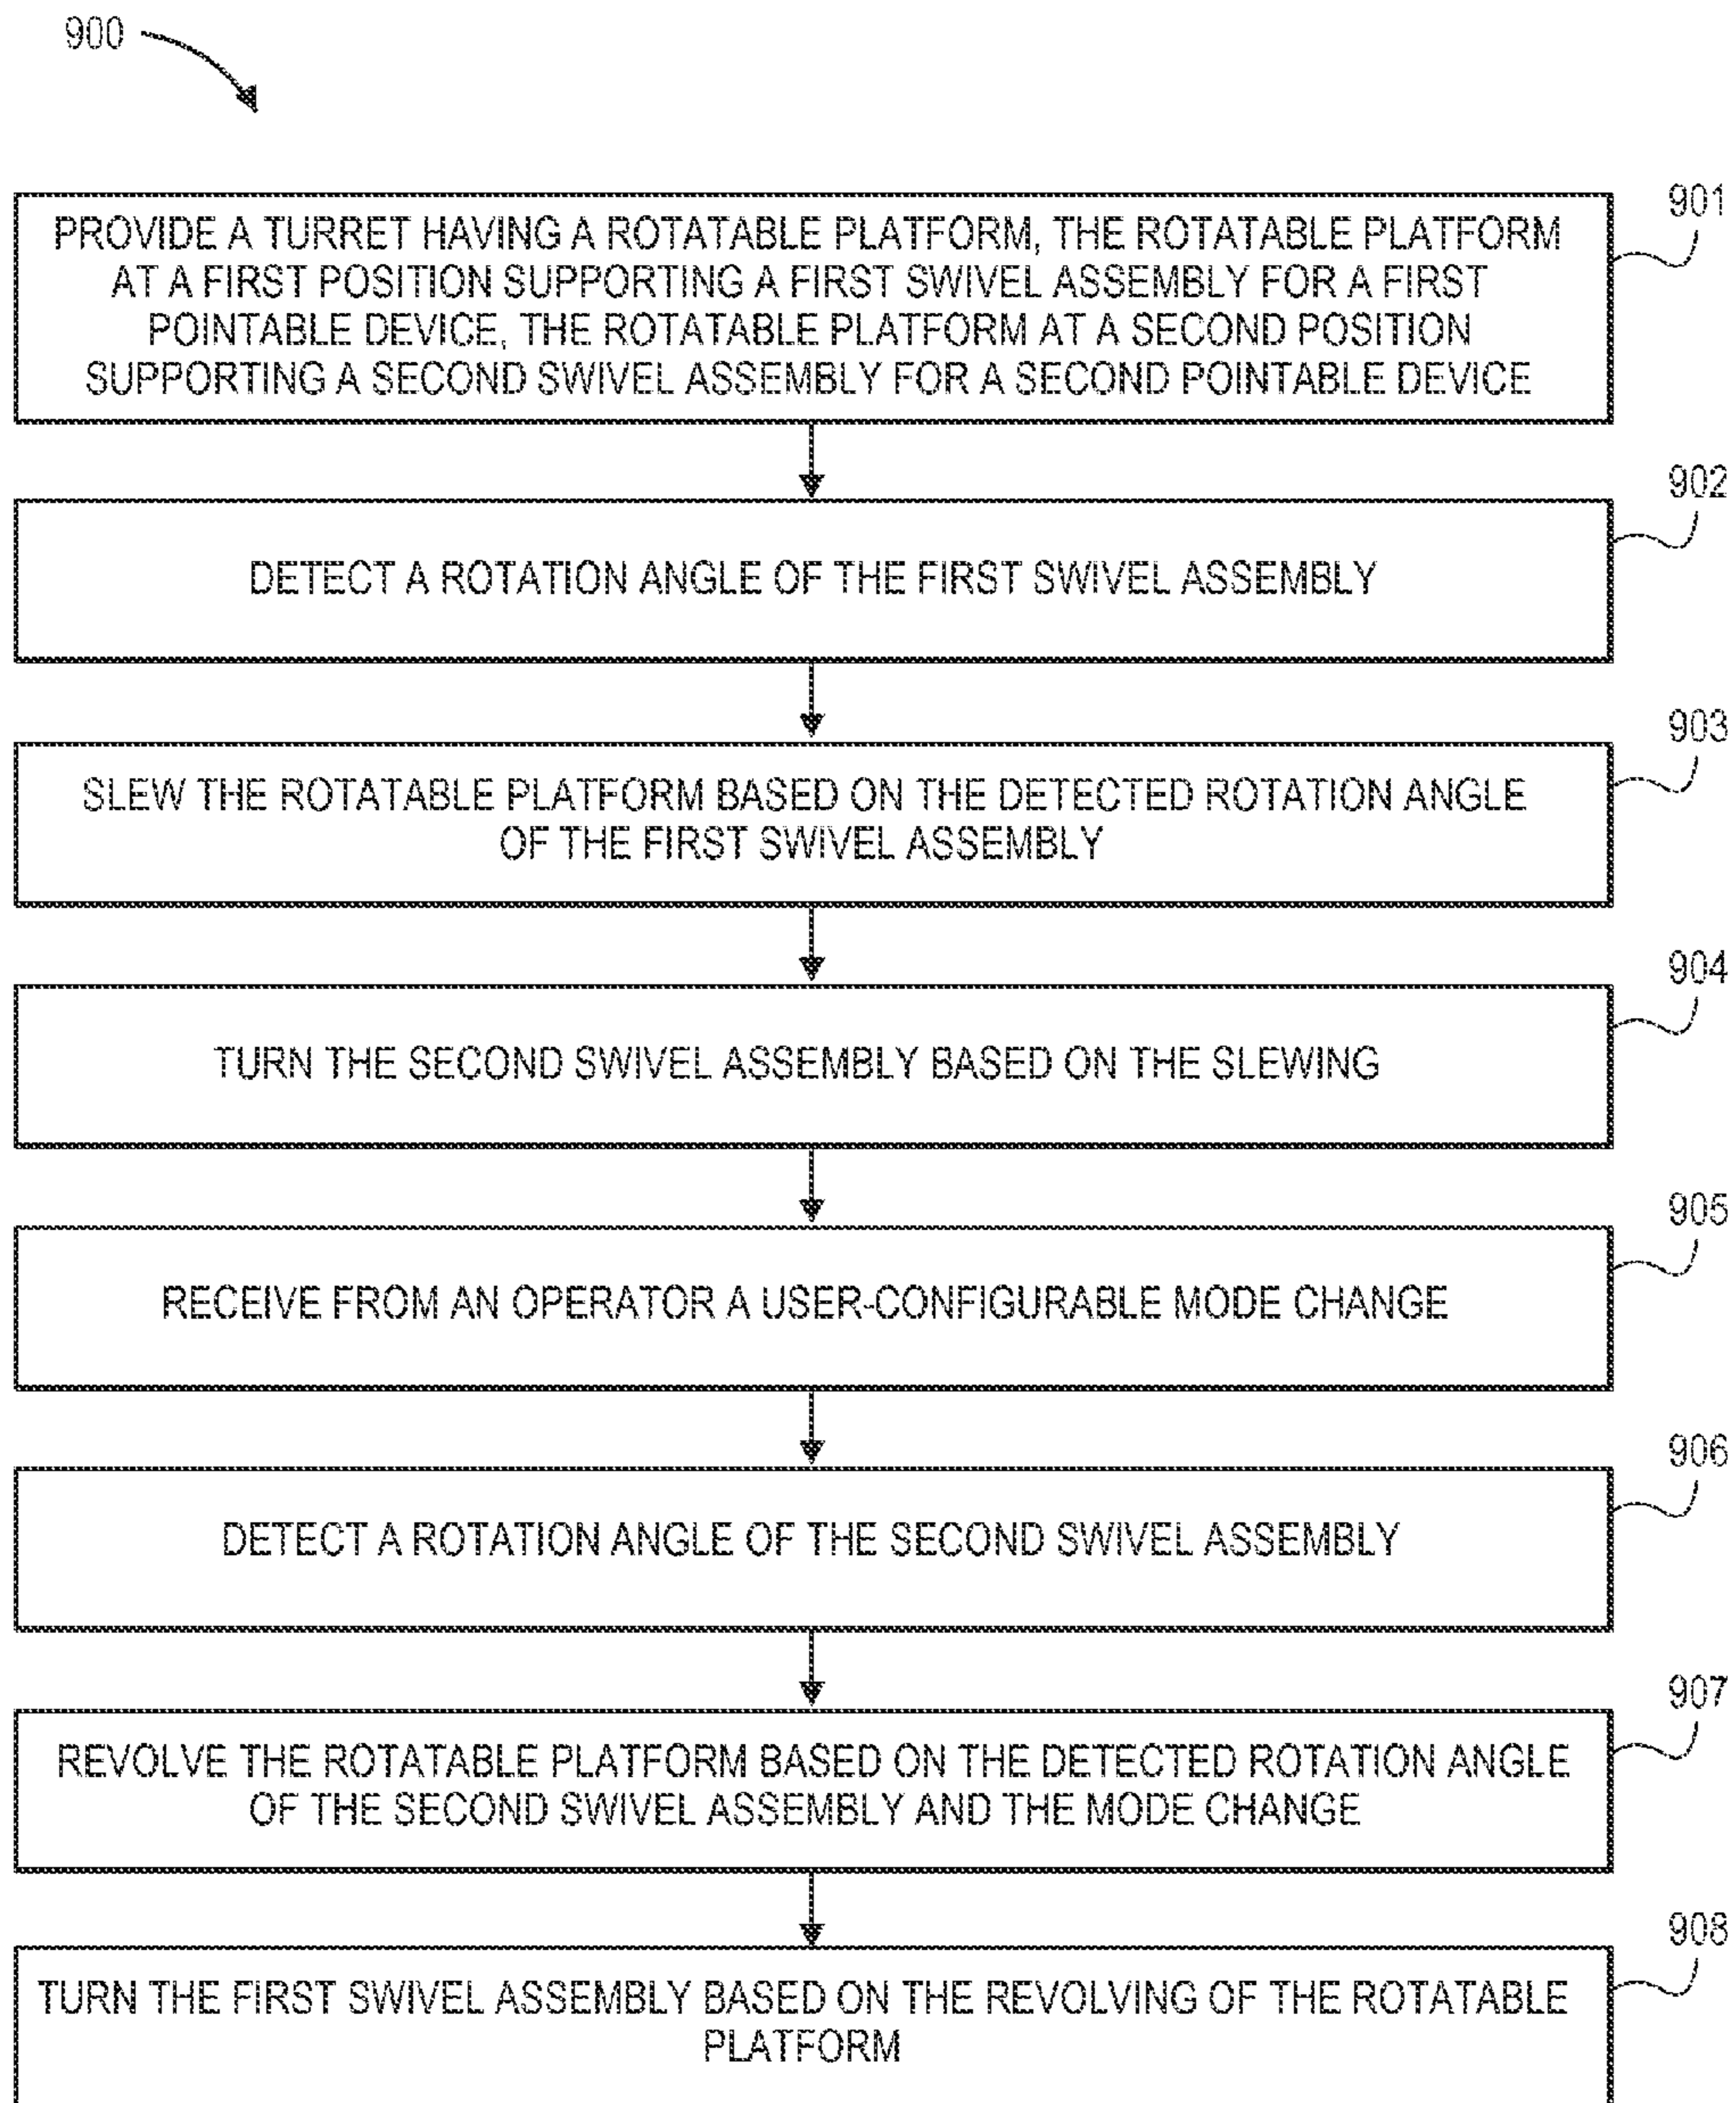 900
901
PROVIDE A TURRET HAVING A ROTATABLE PLATFORM, THE ROTATABLE PLATFORM
AT A FIRST POSITION SUPPORTING A FIRST SWIVEL ASSEMBLY FOR A FIRST
POINTABLE DEVICE, THE ROTATABLE PLATFORM AT A SECOND POSITION
SUPPORTING A SECOND SWIVEL ASSEMBLY FOR A SECOND POINTABLE DEVICE
902
DETECT A ROTATION ANGLE OF THE FIRST SWIVEL ASSEMBLY
903
SLEW THE ROTATABLE PLATFORM BASED ON THE DETECTED ROTATION ANGLE
OF THE FIRST SWIVEL ASSEMBLY
904
TURN THE SECOND SWIVEL ASSEMBLY BASED ON THE SLEWING
905
RECEIVE FROM AN OPERATOR A USER-CONFIGURABLE MODE CHANGE
906
DETECT A ROTATION ANGLE OF THE SECOND SWIVEL ASSEMBLY
907
REVOLVE THE ROTATABLE PLATFORM BASED ON THE DETECTED ROTATION ANGLE
OF THE SECOND SWIVEL ASSEMBLY AND THE MODE CHANGE
908
TURN THE FIRST SWIVEL ASSEMBLY BASED ON THE REVOLVING OF THE ROTATABLE
PLATFORM